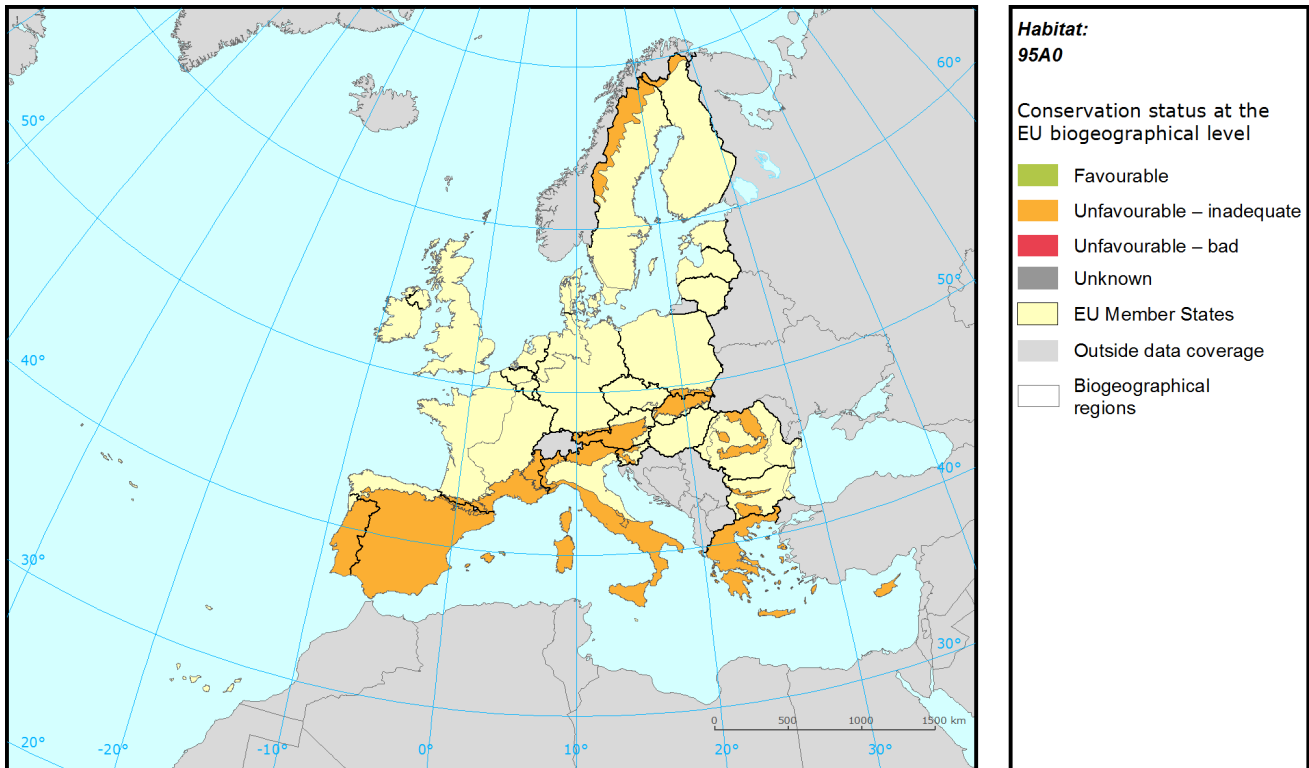 Habitat:
95A0
Conservation status at the
EU biogeographical level
Favourable
Unfavourable – inadequate
Unfavourable – bad
Unknown
EU Member States
Outside data coverage
Biogeographical
regions
60°
50°
50°
40°
40°
30°
30°
20°
-20°
-10°
0°
10°
20°
30°
0 500 1000 1500 km